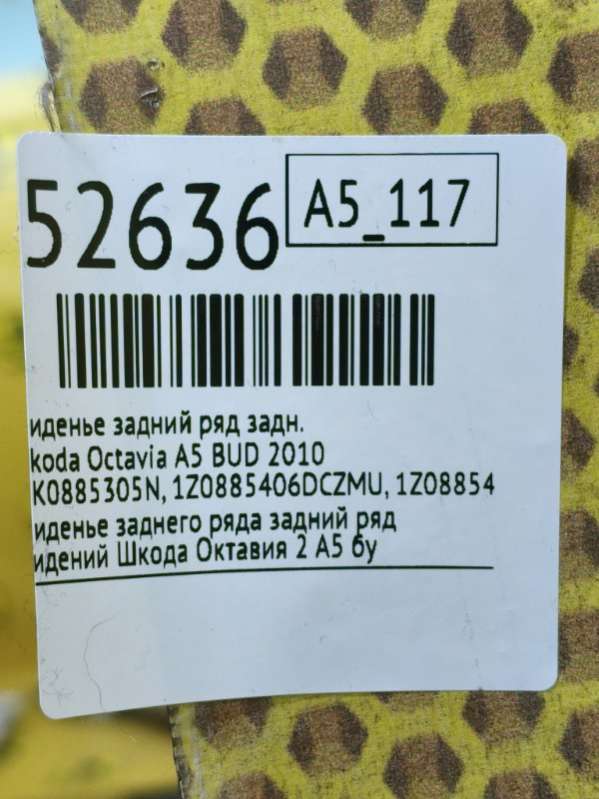 52636
A5_117
иденье задний ряд задн.
koda Octavia A5 BUD 2010
K0885305N, 1Z0885406DCZMU, 1Z08854
иденье заднего ряда задний ряд
идений Шкода Октавия 2 А5 бу